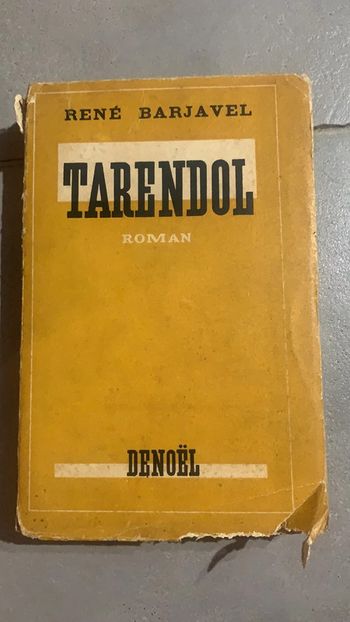 RENÉ BARJAVEL
TARENDOL
ROMAN
DENOËL